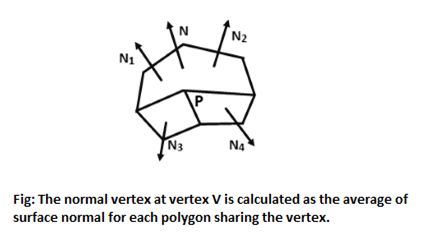 N
N₂
N₁
P
N₃
N₄
Fig: The normal vertex at vertex V is calculated as the average of
surface normal for each polygon sharing the vertex.